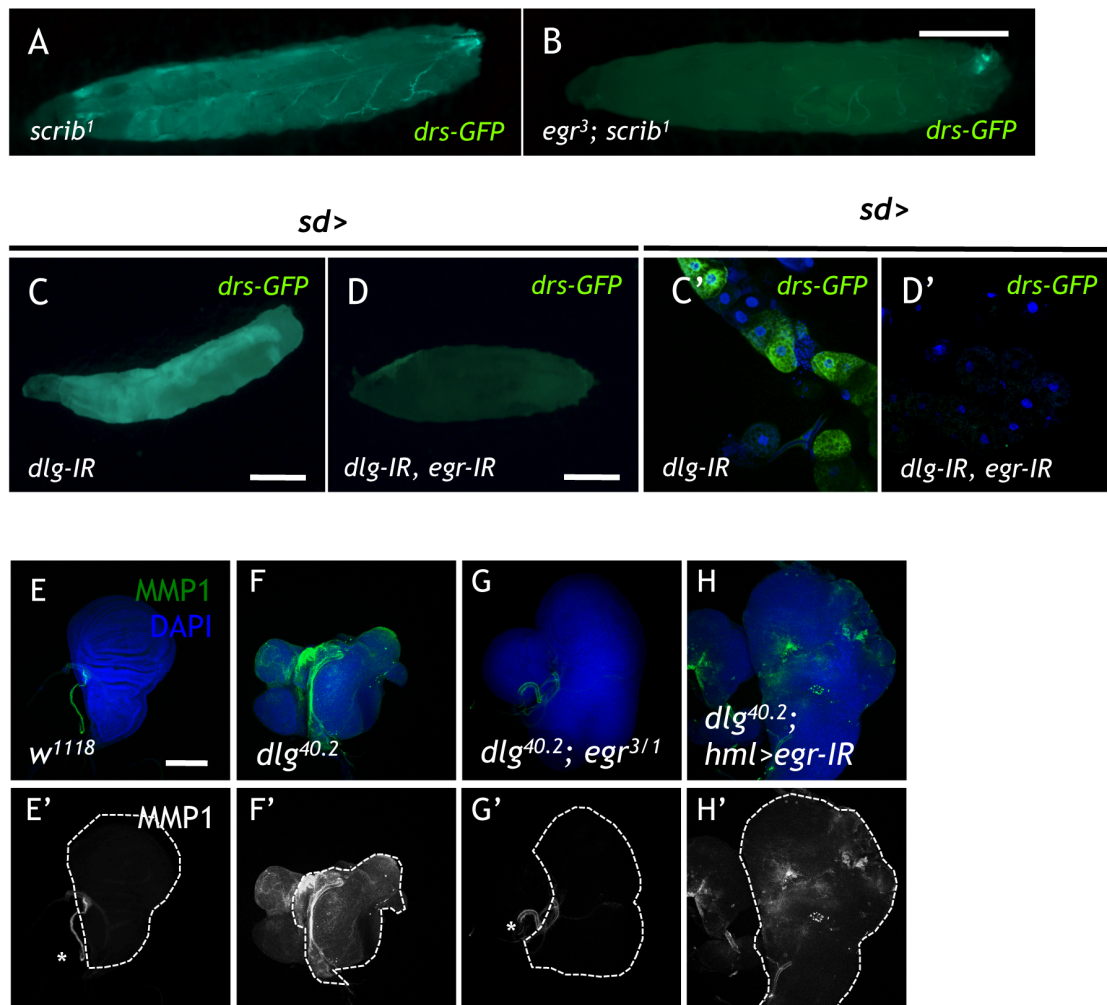 A
scrib¹
drs-GFP
B
egr³; scrib¹
drs-GFP
sd>
sd>
C
drs-GFP
dlg-IR
D
drs-GFP
dlg-IR, egr-IR
C'
drs-GFP
dlg-IR
D'
drs-GFP
dlg-IR, egr-IR
E
MMP1
DAPI
w¹¹¹⁸
F
dlg⁴⁰·²
G
dlg⁴⁰·²; egr³/¹
H
dlg⁴⁰·²;
hml>egr-IR
E’
MMP1
*
F’
G’
*
H’